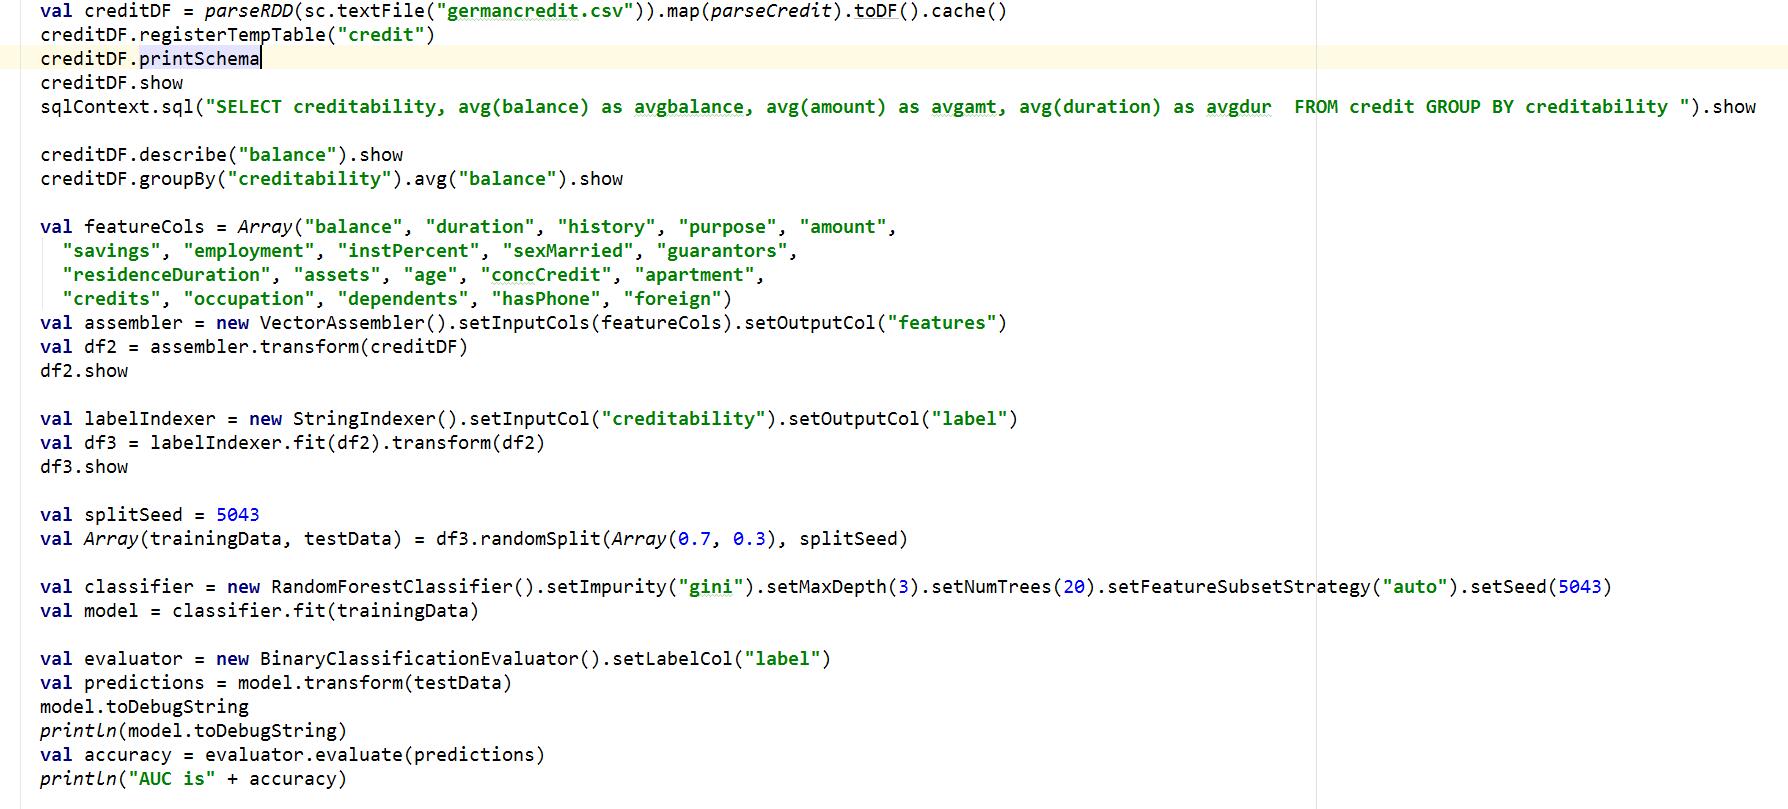 val creditDF = parseRDD(sc.textFile("germancredit.csv")).map(parseCredit).toDF().cache()
creditDF.registerTempTable("credit")
creditDF.printSchema
creditDF.show
sqlContext.sql("SELECT creditability, avg(balance) as avgbalance, avg(amount) as avgamt, avg(duration) as avgdur  FROM credit GROUP BY creditability ").show
creditDF.describe("balance").show
creditDF.groupBy("creditability").avg("balance").show
val featureCols = Array("balance", "duration", "history", "purpose", "amount",
"savings", "employment", "instPercent", "sexMarried", "guarantors",
"residenceDuration", "assets", "age", "concCredit", "apartment",
"credits", "occupation", "dependents", "hasPhone", "foreign")
val assembler = new VectorAssembler().setInputCols(featureCols).setOutputCol("features")
val df2 = assembler.transform(creditDF)
df2.show
val labelIndexer = new StringIndexer().setInputCol("creditability").setOutputCol("label")
val df3 = labelIndexer.fit(df2).transform(df2)
df3.show
val splitSeed = 5043
val Array(trainingData, testData) = df3.randomSplit(Array(0.7, 0.3), splitSeed)
val classifier = new RandomForestClassifier().setImpurity("gini").setMaxDepth(3).setNumTrees(20).setFeatureSubsetStrategy("auto").setSeed(5043)
val model = classifier.fit(trainingData)
val evaluator = new BinaryClassificationEvaluator().setLabelCol("label")
val predictions = model.transform(testData)
model.toDebugString
println(model.toDebugString)
val accuracy = evaluator.evaluate(predictions)
println("AUC is" + accuracy)